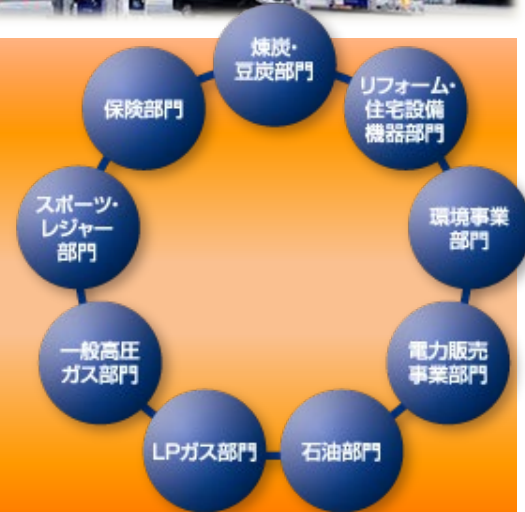 煉炭・
豆炭部門
リフォーム・
住宅設備
機器部門
環境事業
部門
電力販売
事業部門
石油部門
LPガス部門
一般高圧
ガス部門
スポーツ・
レジャー
部門
保険部門